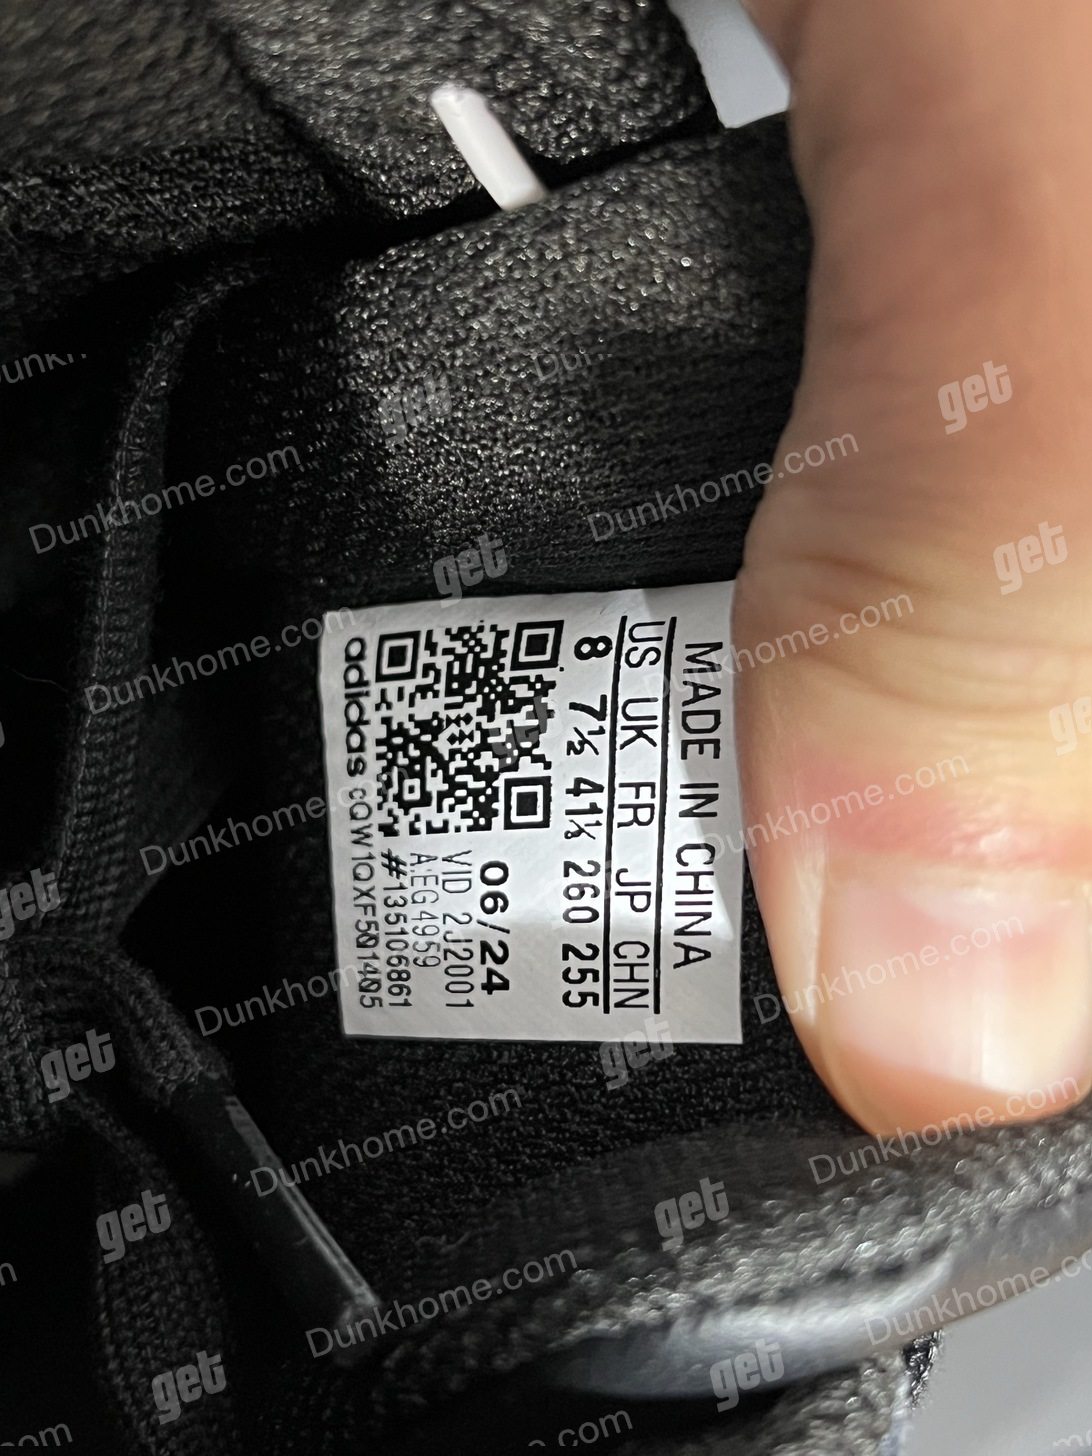 MADE IN CHINA
US UK FR JP CHN
8 7½ 41⅓ 260 255
06/24
VID 2J2001
A:EG4959
#135106861
adidas cQW1QXF501405
Dunkhome.com
get